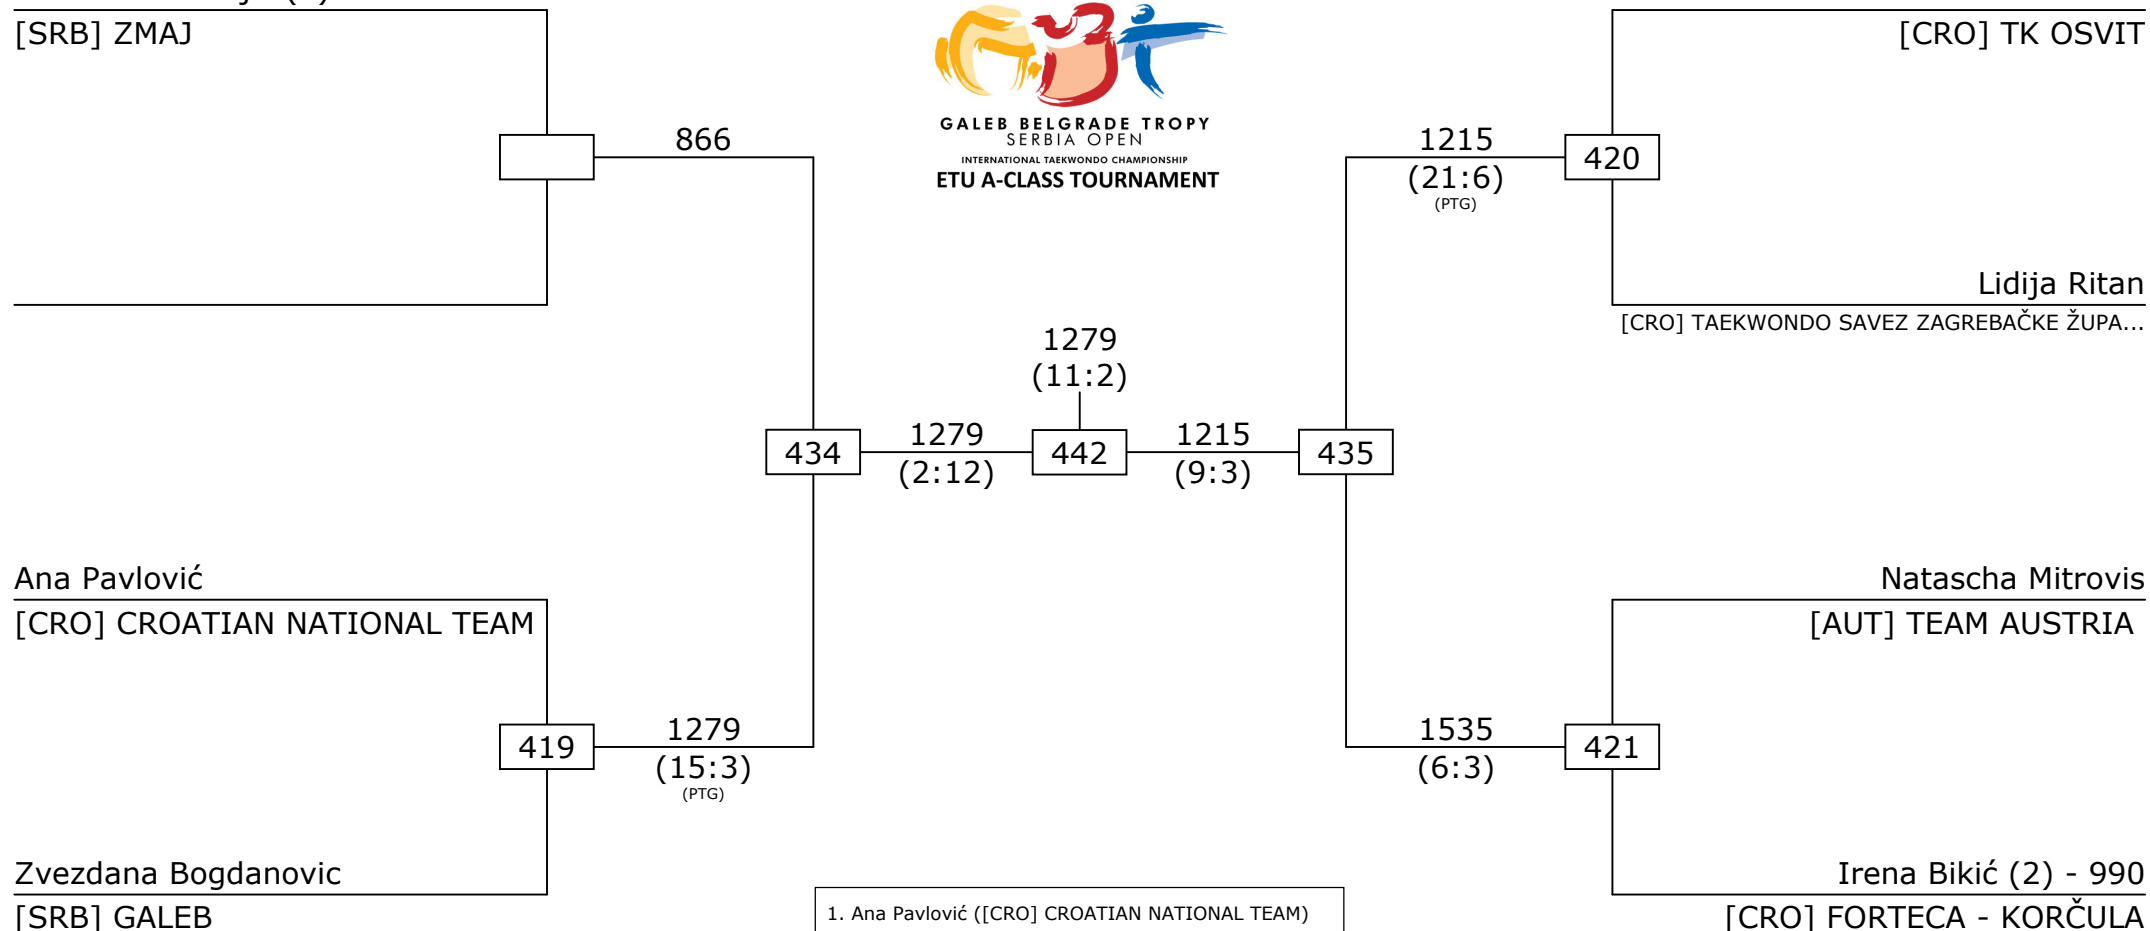 [SRB] ZMAJ
[CRO] TK OSVIT
GALEB BELGRADE TROPY
SERBIA OPEN
INTERNATIONAL TAEKWONDO CHAMPIONSHIP
ETU A-CLASS TOURNAMENT
866
1215
(21:6)
(PTG)
420
Lidija Ritan
[CRO] TAEKWONDO SAVEZ ZAGREBAČKE ŽUPA...
1279
(11:2)
434
1279
(2:12)
442
1215
(9:3)
435
Ana Pavlović
[CRO] CROATIAN NATIONAL TEAM
Natascha Mitrovis
[AUT] TEAM AUSTRIA
419
1279
(15:3)
(PTG)
1535
(6:3)
421
Zvezdana Bogdanovic
[SRB] GALEB
Irena Bikić (2) - 990
[CRO] FORTECA - KORČULA
1. Ana Pavlović ([CRO] CROATIAN NATIONAL TEAM)